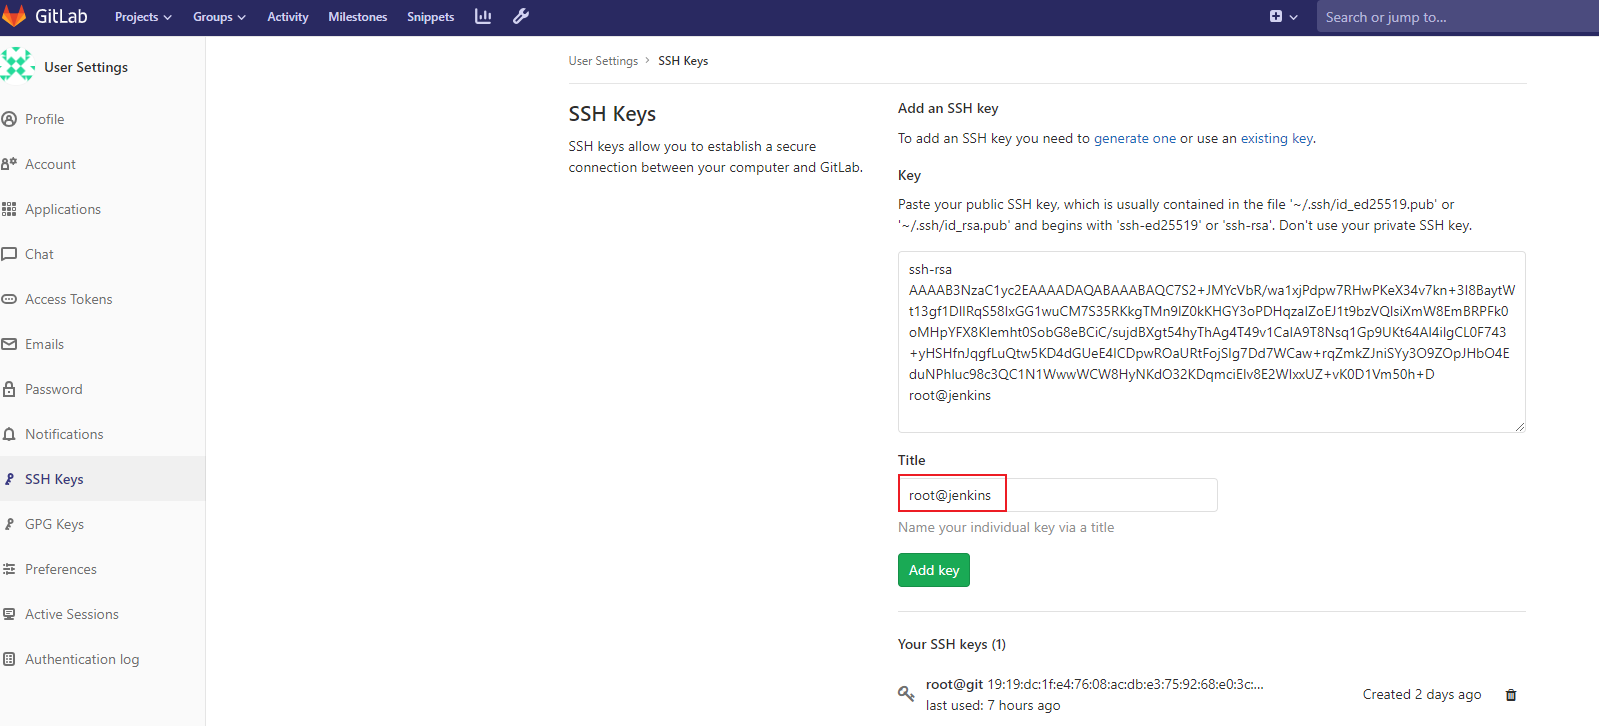 GitLab
Projects
Groups
Activity
Milestones
Snippets
Search or jump to...
User Settings
Profile
Account
Applications
Chat
Access Tokens
Emails
Password
Notifications
SSH Keys
GPG Keys
Preferences
Active Sessions
Authentication log
User Settings > SSH Keys
SSH Keys
SSH keys allow you to establish a secure
connection between your computer and GitLab.
Add an SSH key
To add an SSH key you need to generate one or use an existing key.
Key
Paste your public SSH key, which is usually contained in the file '~/.ssh/id_ed25519.pub' or
'~/.ssh/id_rsa.pub' and begins with 'ssh-ed25519' or 'ssh-rsa'. Don't use your private SSH key.
ssh-rsa
AAAAB3NzaC1yc2EAAAADAQABAAABAQC7S2+JMYcVbR/wa1xjPdpw7RHwPKeX34v7kn+3I8BaytW
t13gf1DIIRqS58IxGG1wuCM7S35RKkgTMn9IZ0kKHGY3oPDHqzaIZoEJ1t9bzVQIsiXmW8EmBRPFk0
oMHpYFX8KIemht0SobG8eBCiC/sujdBXgt54hyThAg4T49v1CaIA9T8Nsq1Gp9UKt64AI4iIgCL0F743
+yHSHfnJqgfLuQtw5KD4dGUeE4ICDpwROaURtFojSIg7Dd7WCaw+rqZmkZJniSYy3O9ZOpJHbO4E
duNPhluc98c3QC1N1WwwWCW8HyNKdO32KDqmciEIv8E2WIxxUZ+vK0D1Vm50h+D
root@jenkins
Title
root@jenkins
Name your individual key via a title
Add key
Your SSH keys (1)
root@git 19:19:dc:1f:e4:76:08:ac:db:e3:75:92:68:e0:3c:...
last used: 7 hours ago
Created 2 days ago